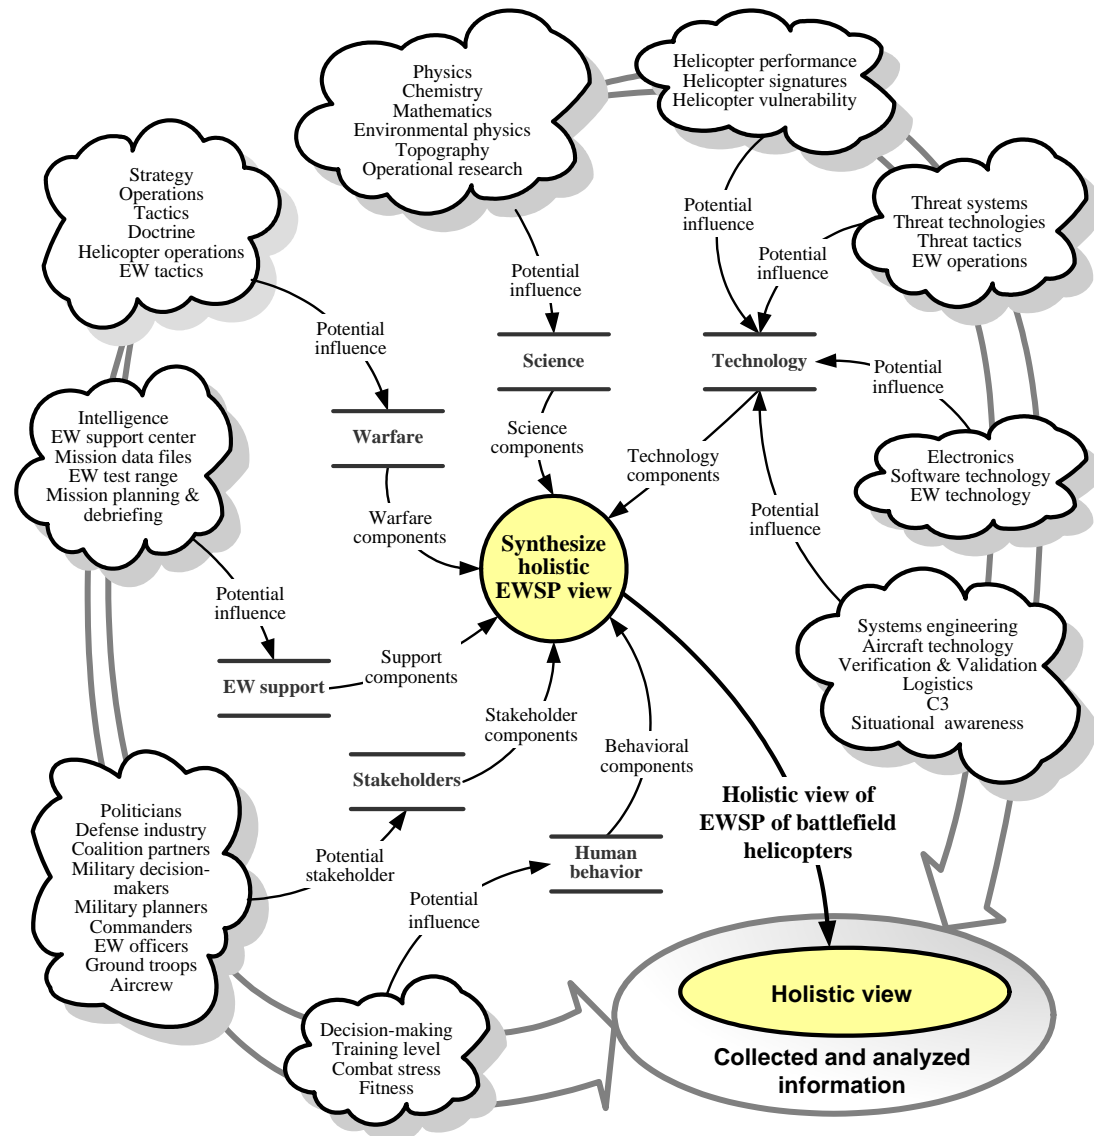 Physics
Chemistry
Mathematics
Environmental physics
Topography
Operational research
Helicopter performance
Helicopter signatures
Helicopter vulnerability
Strategy
Operations
Tactics
Doctrine
Helicopter operations
EW tactics
Threat systems
Threat technologies
Threat tactics
EW operations
Potential
influence
Potential
influence
Potential
influence
Potential
influence
Science
Technology
Potential
influence
Intelligence
EW support center
Mission data files
EW test range
Mission planning &
debriefing
Warfare
Science
components
Technology
components
Electronics
Software technology
EW technology
Warfare
components
Potential
influence
Synthesize
holistic
EWSP view
Potential
influence
Systems engineering
Aircraft technology
Verification & Validation
Logistics
C3
Situational  awareness
EW support
Support
components
Stakeholder
components
Stakeholders
Behavioral
components
Politicians
Defense industry
Coalition partners
Military decision-
makers
Military planners
Commanders
EW officers
Ground troops
Aircrew
Potential
stakeholder
Human
behavior
Holistic view of
EWSP of battlefield
helicopters
Potential
influence
Decision-making
Training level
Combat stress
Fitness
Holistic view
Collected and analyzed
information